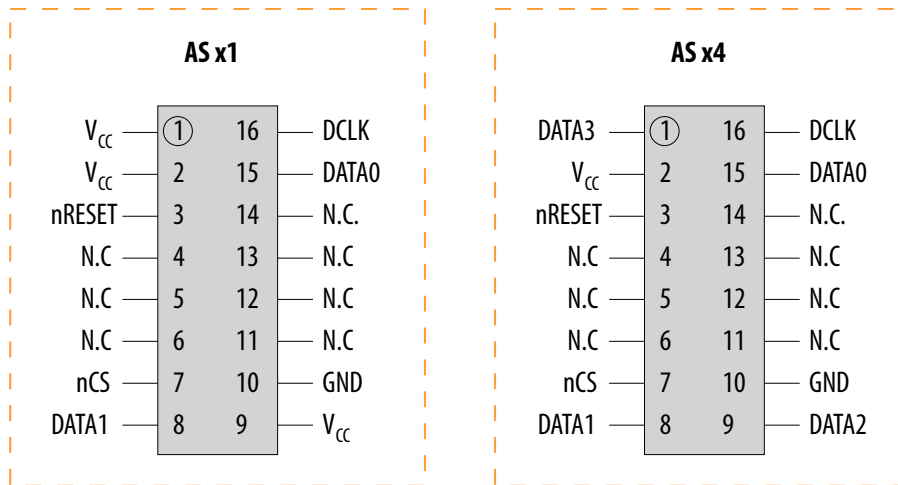 AS x1
V_CC 1 16 DCLK
V_CC 2 15 DATA0
nRESET 3 14 N.C.
N.C 4 13 N.C
N.C 5 12 N.C
N.C 6 11 N.C
nCS 7 10 GND
DATA1 8 9 V_CC
AS x4
DATA3 1 16 DCLK
V_CC 2 15 DATA0
nRESET 3 14 N.C.
N.C 4 13 N.C
N.C 5 12 N.C
N.C 6 11 N.C
nCS 7 10 GND
DATA1 8 9 DATA2